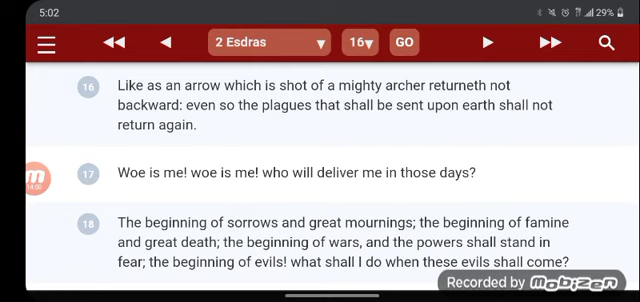 5:02
29%
2 Esdras
16
GO
16
Like as an arrow which is shot of a mighty archer returneth not
backward: even so the plagues that shall be sent upon earth shall not
return again.
14:50
17
Woe is me! woe is me! who will deliver me in those days?
18
The beginning of sorrows and great mournings; the beginning of famine
and great death; the beginning of wars, and the powers shall stand in
fear; the beginning of evils! what shall I do when these evils shall come?
Recorded by Mobizen